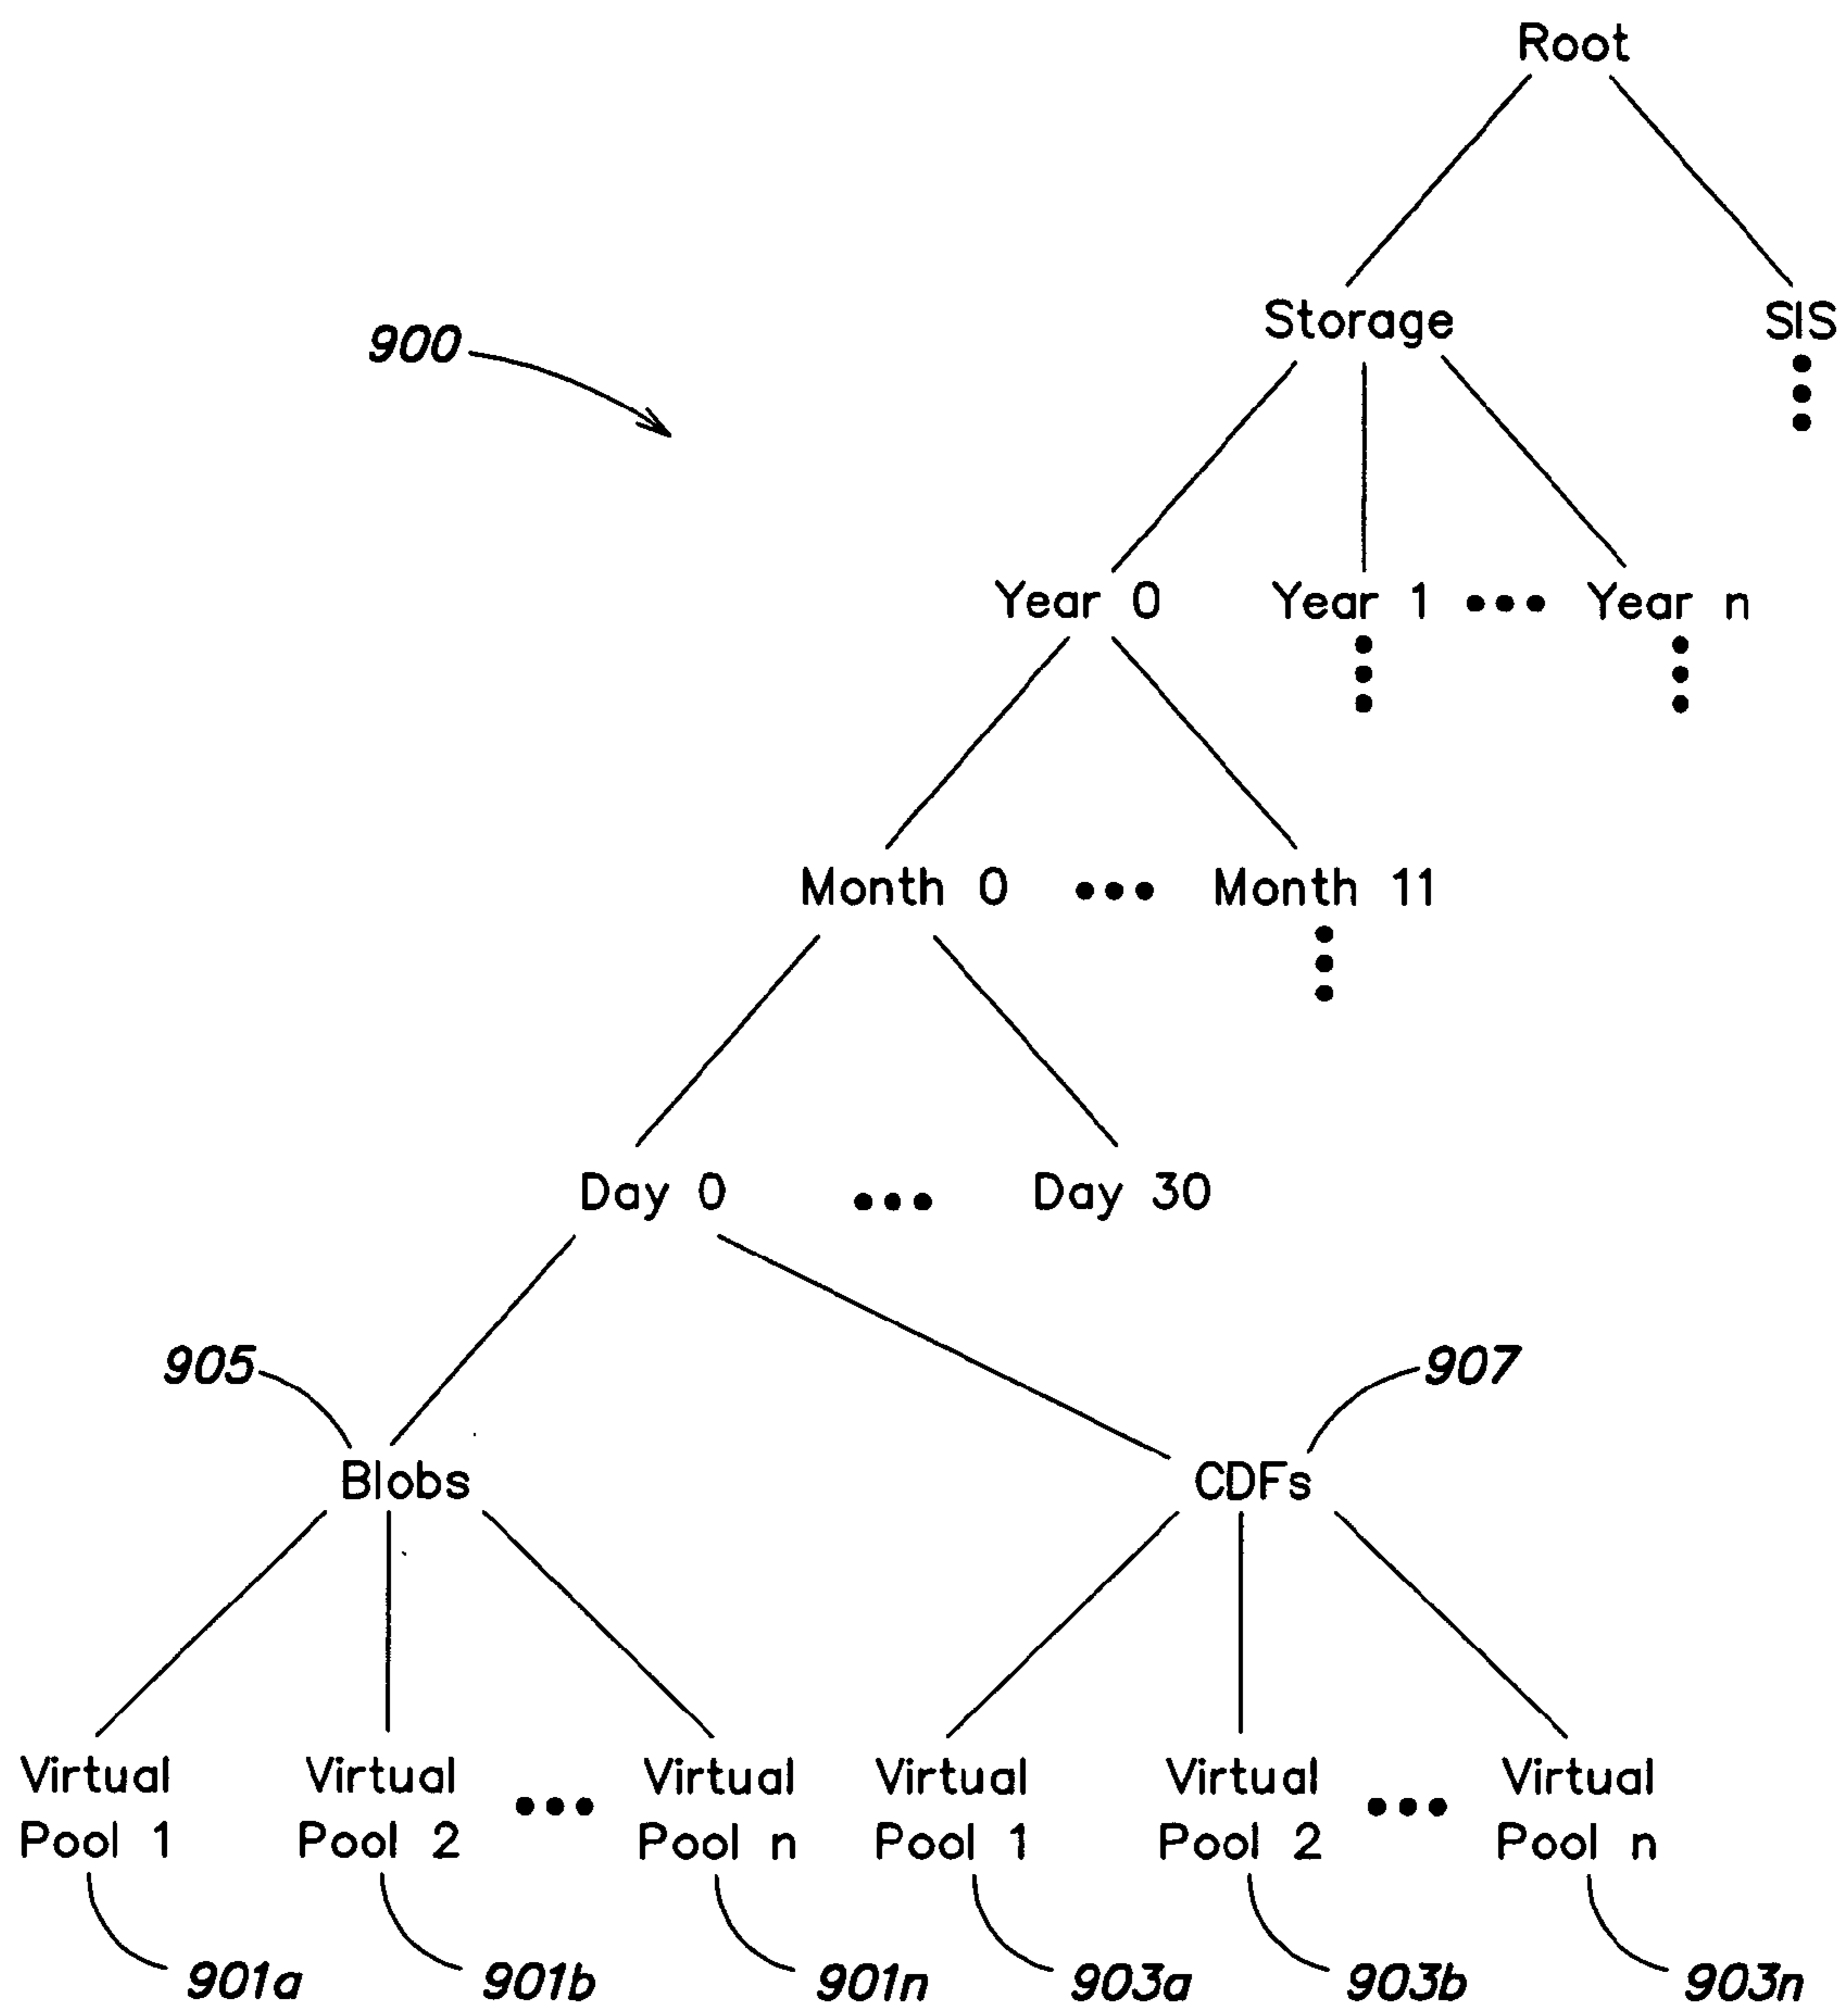 Root
Storage
SIS
900
Year 0
Year 1
Year n
Month 0
Month 11
Day 0
Day 30
905
907
Blobs
CDFs
Virtual
Pool 1
Virtual
Pool 2
Virtual
Pool n
Virtual
Pool 1
Virtual
Pool 2
Virtual
Pool n
901a
901b
901n
903a
903b
903n